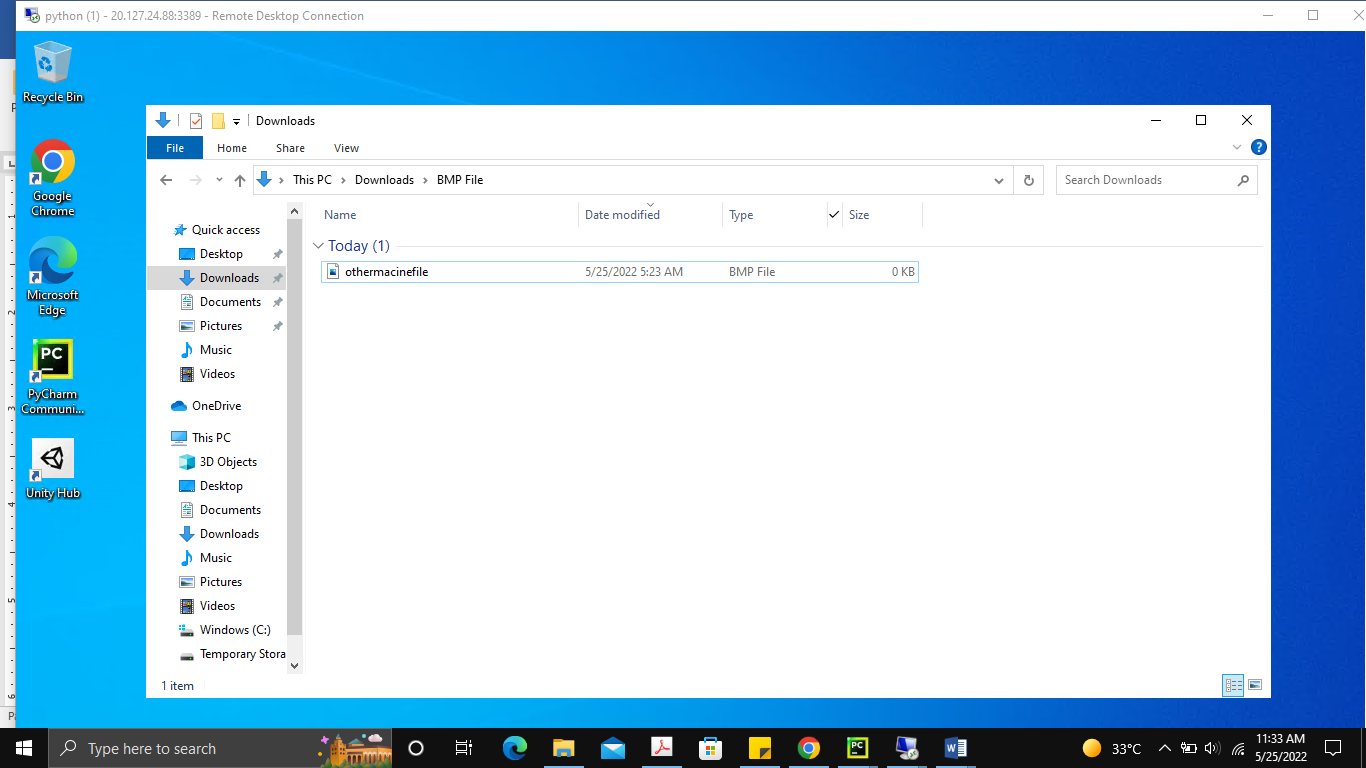 python (1) - 20.127.24.88:3389 - Remote Desktop Connection
Recycle Bin
Google
Chrome
Microsoft
Edge
PC
PyCharm
Communi...
Unity Hub
Downloads
File Home Share View
This PC Downloads BMP File
Search Downloads
Name Date modified Type Size
Today (1)
othermacinefile 5/25/2022 5:23 AM BMP File 0 KB
Quick access
Desktop
Downloads
Documents
Pictures
Music
Videos
OneDrive
This PC
3D Objects
Desktop
Documents
Downloads
Music
Pictures
Videos
Windows (C:)
Temporary Stora
1 item
Type here to search
PC
33°C
11:33 AM
5/25/2022